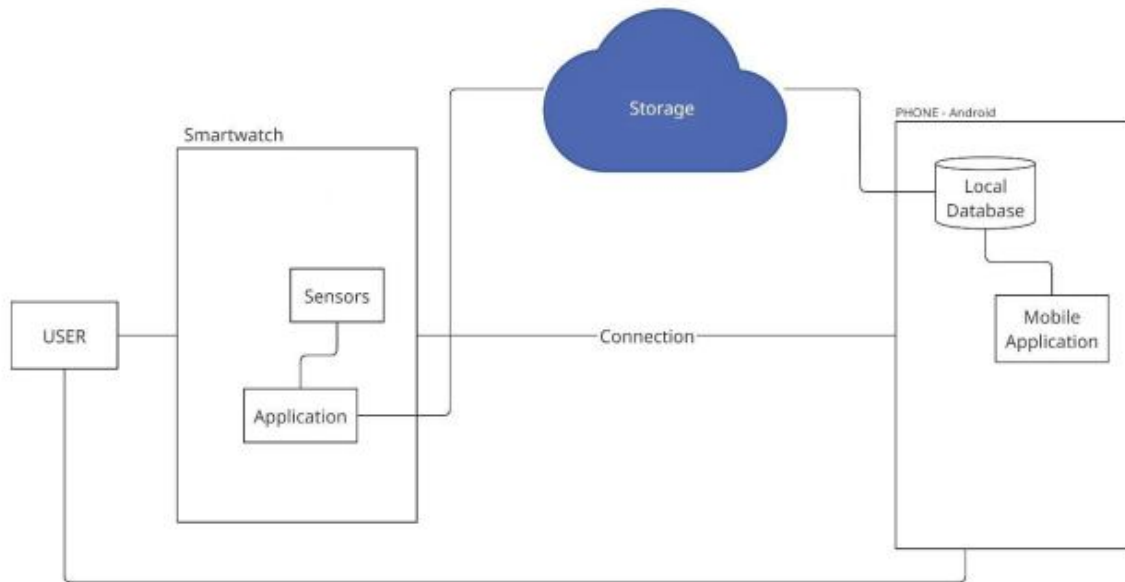 Storage
PHONE - Android
Smartwatch
Local
Database
Sensors
Mobile
Application
USER
Connection
Application